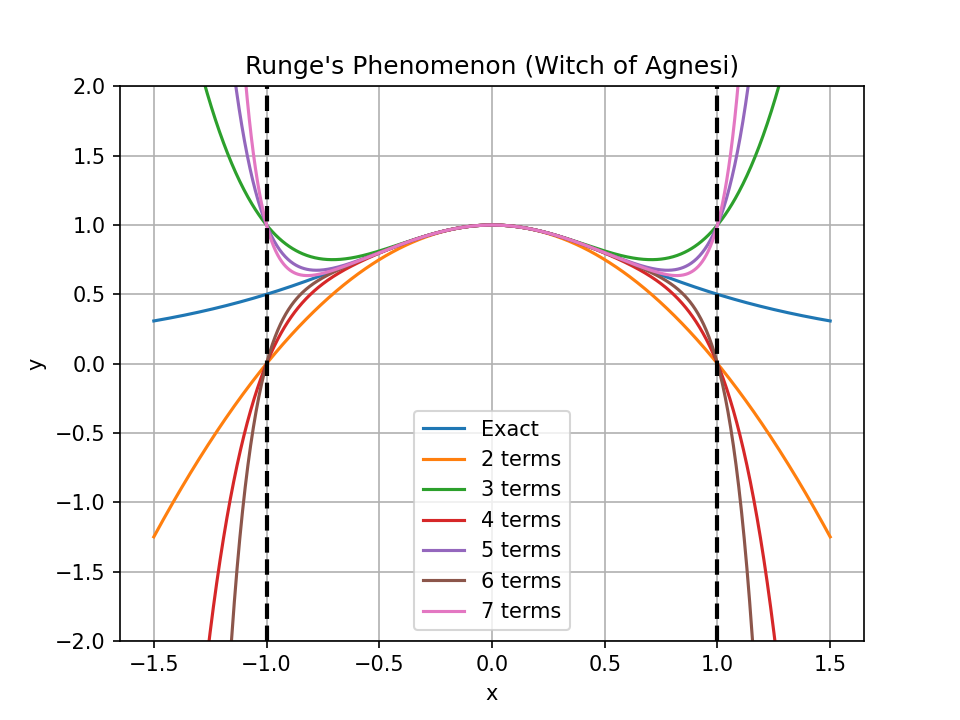 Runge's Phenomenon (Witch of Agnesi)
2.0
1.5
1.0
0.5
0.0
−0.5
−1.0
−1.5
−2.0
y
Exact
2 terms
3 terms
4 terms
5 terms
6 terms
7 terms
−1.5 −1.0 −0.5 0.0 0.5 1.0 1.5
x